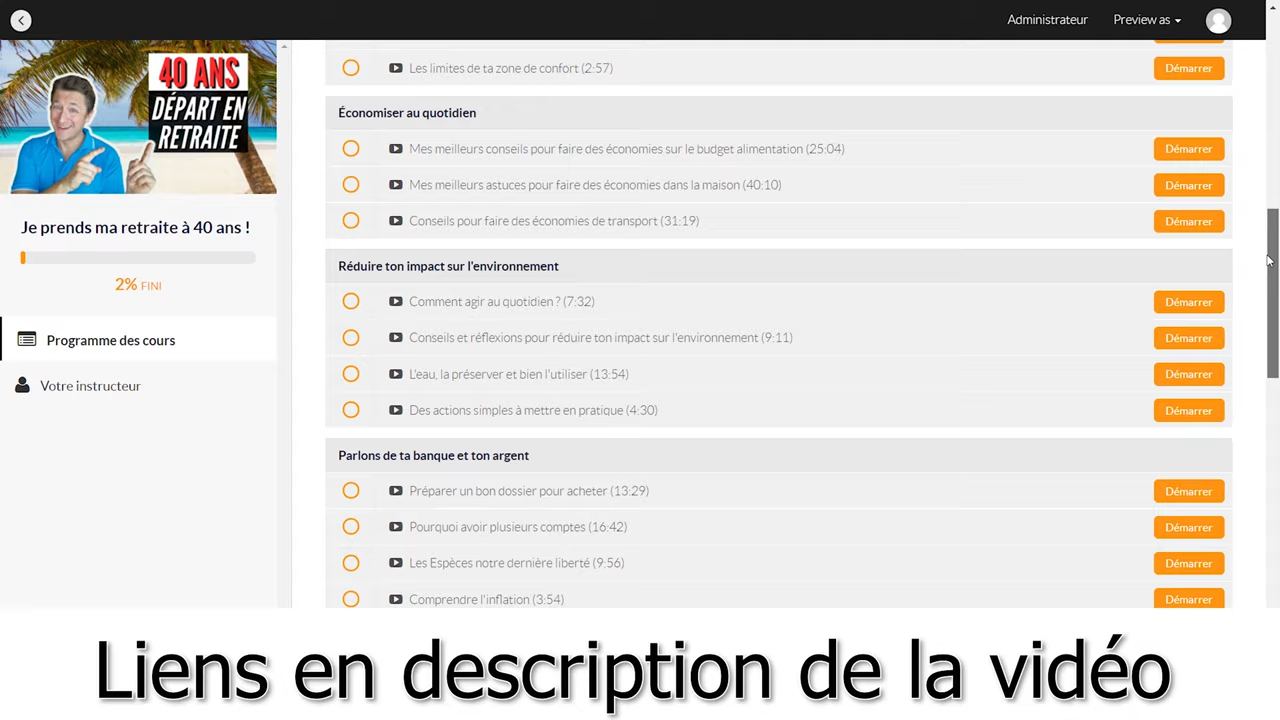 Administrateur
Preview as
40 ANS
DÉPART EN
RETRAITE
Je prends ma retraite à 40 ans !
2% FINI
Programme des cours
Votre instructeur
Les limites de ta zone de confort (2:57)
Démarrer
Économiser au quotidien
Mes meilleurs conseils pour faire des économies sur le budget alimentation (25:04)
Démarrer
Mes meilleurs astuces pour faire des économies dans la maison (40:10)
Démarrer
Conseils pour faire des économies de transport (31:19)
Démarrer
Réduire ton impact sur l'environnement
Comment agir au quotidien ? (7:32)
Démarrer
Conseils et réflexions pour réduire ton impact sur l'environnement (9:11)
Démarrer
L'eau, la préserver et bien l'utiliser (13:54)
Démarrer
Des actions simples à mettre en pratique (4:30)
Démarrer
Parlons de ta banque et ton argent
Préparer un bon dossier pour acheter (13:29)
Démarrer
Pourquoi avoir plusieurs comptes (16:42)
Démarrer
Les Espèces notre dernière liberté (9:56)
Démarrer
Comprendre l'inflation (3:54)
Démarrer
Liens en description de la vidéo